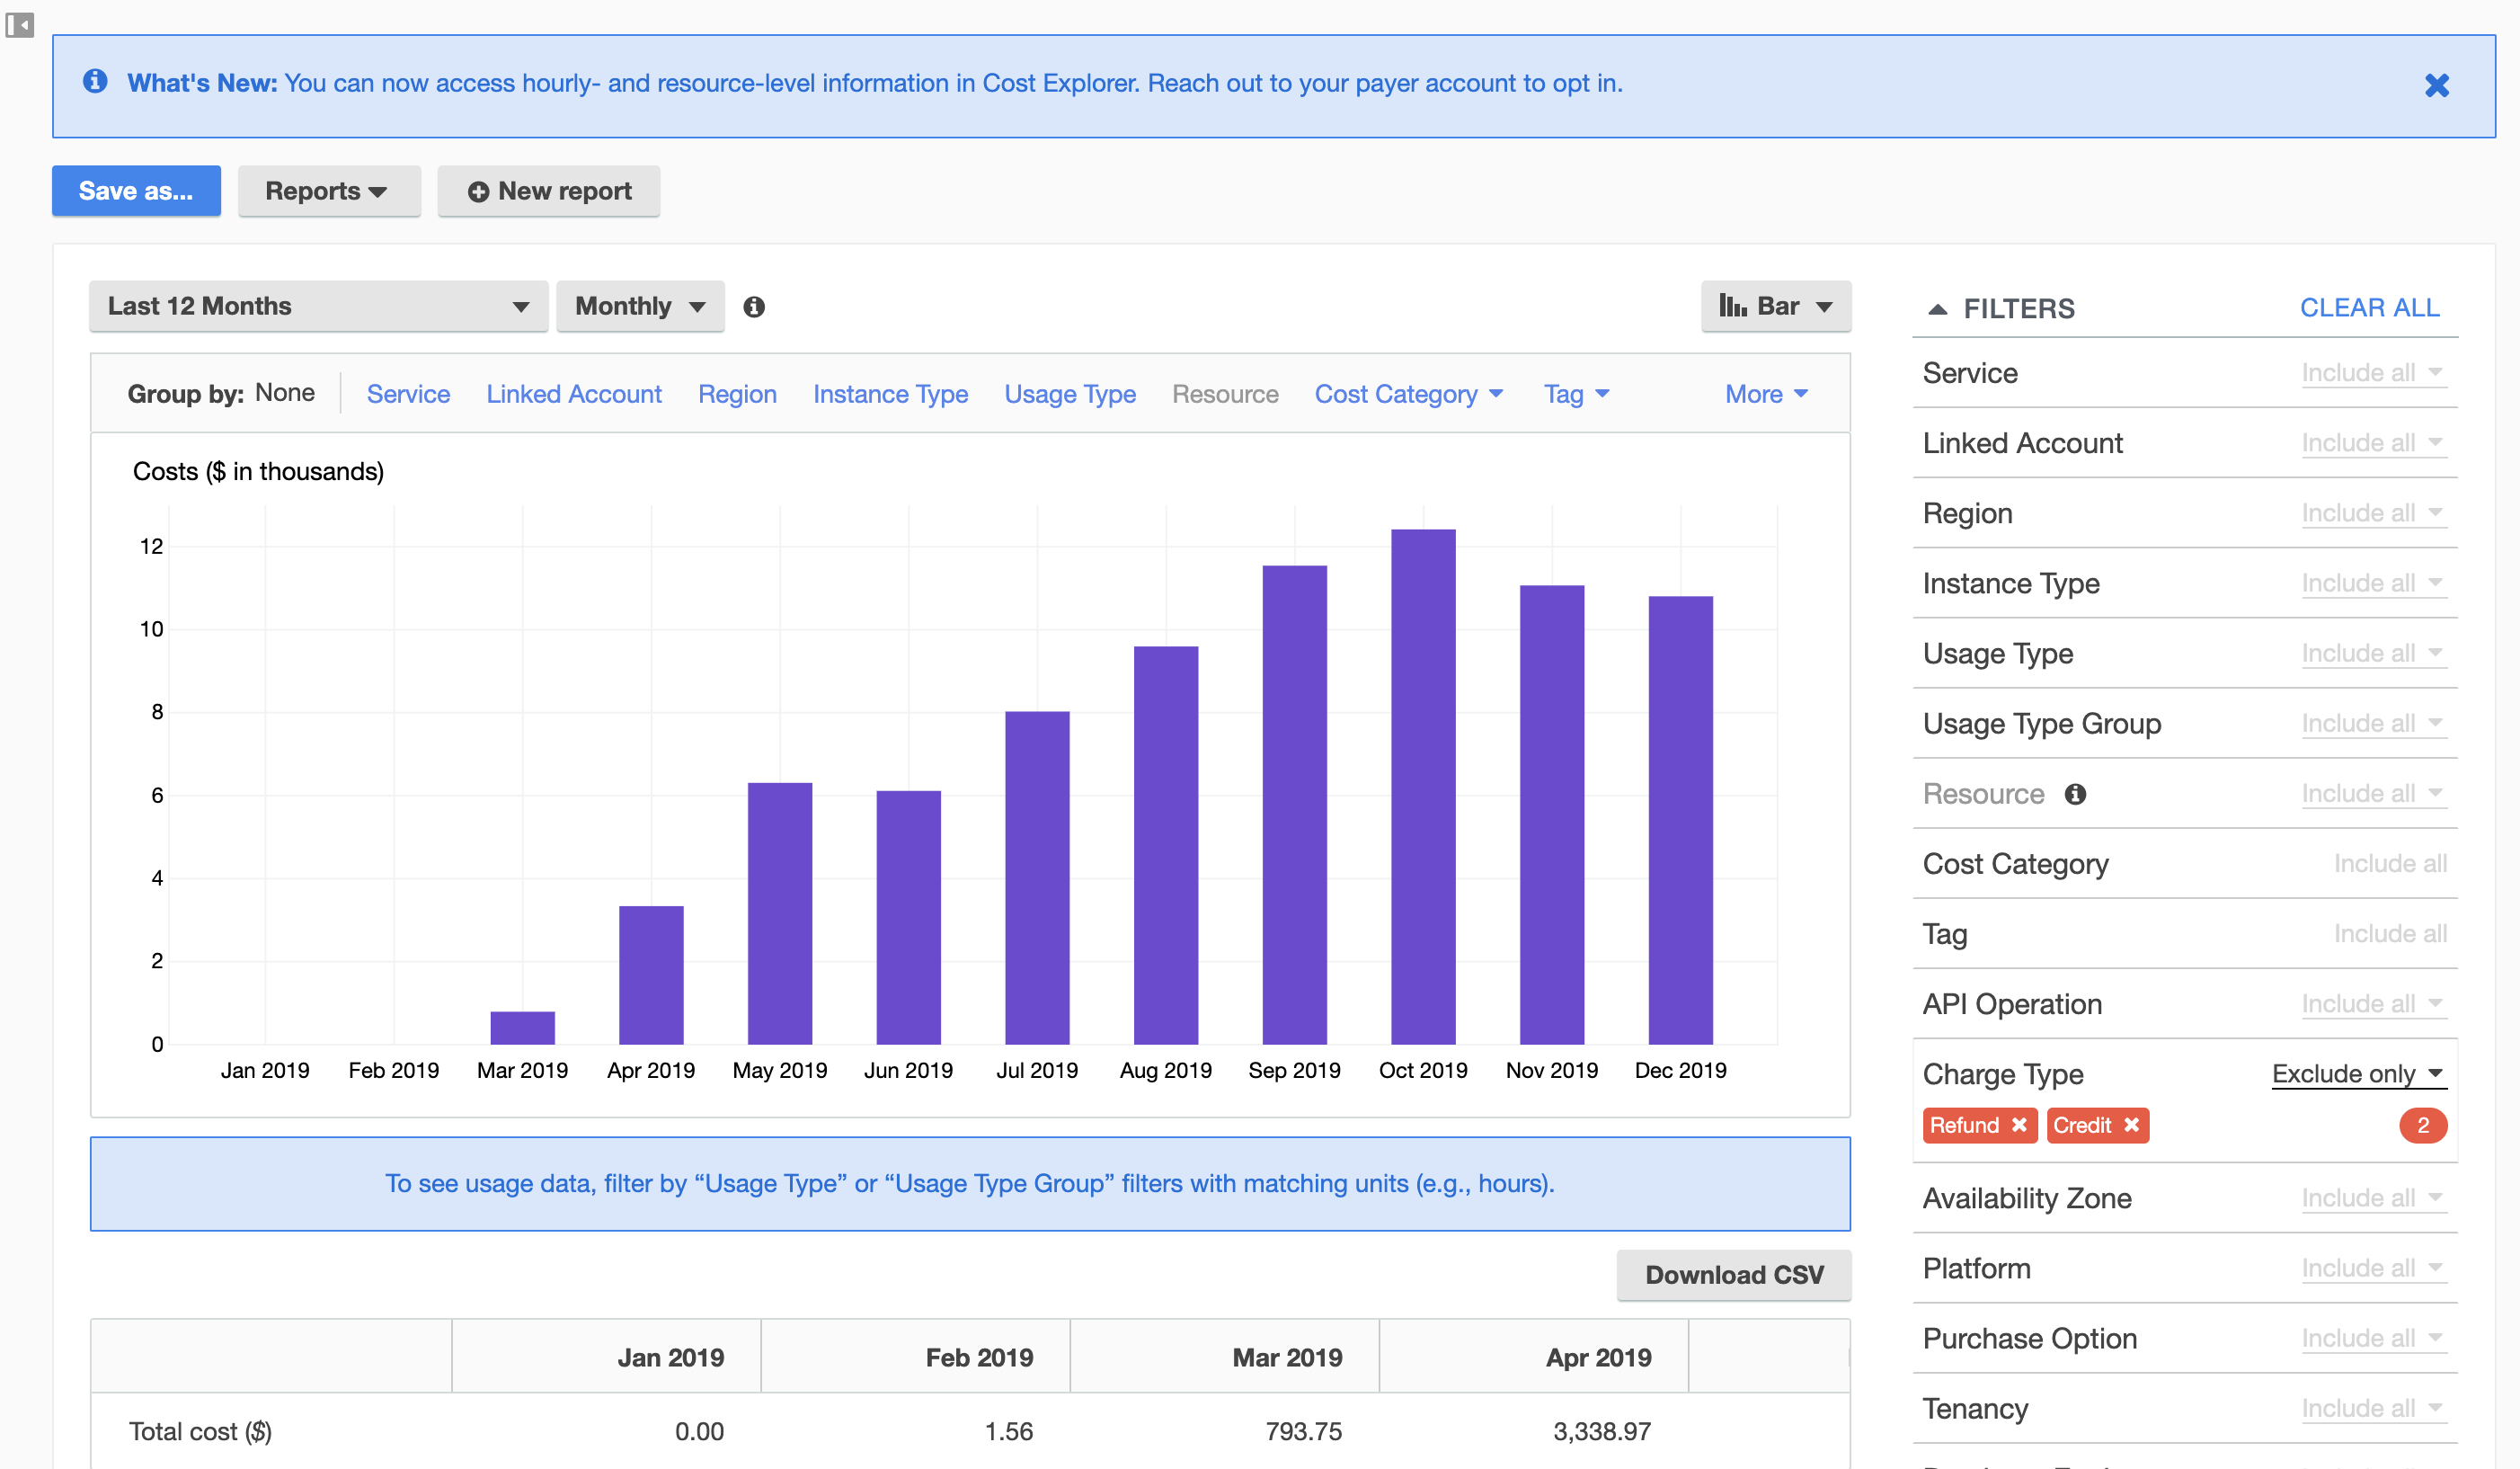 What's New: You can now access hourly- and resource-level information in Cost Explorer. Reach out to your payer account to opt in.
Save as...
Reports
New report
Last 12 Months
Monthly
Bar
Group by: None
Service
Linked Account
Region
Instance Type
Usage Type
Resource
Cost Category
Tag
More
Costs ($ in thousands)
12
10
8
6
4
2
0
Jan 2019
Feb 2019
Mar 2019
Apr 2019
May 2019
Jun 2019
Jul 2019
Aug 2019
Sep 2019
Oct 2019
Nov 2019
Dec 2019
To see usage data, filter by “Usage Type” or “Usage Type Group” filters with matching units (e.g., hours).
Download CSV
Jan 2019 Feb 2019 Mar 2019 Apr 2019
Total cost ($) 0.00 1.56 793.75 3,338.97
FILTERS CLEAR ALL
Service Include all
Linked Account Include all
Region Include all
Instance Type Include all
Usage Type Include all
Usage Type Group Include all
Resource Include all
Cost Category Include all
Tag Include all
API Operation Include all
Charge Type Exclude only
Refund Credit 2
Availability Zone Include all
Platform Include all
Purchase Option Include all
Tenancy Include all